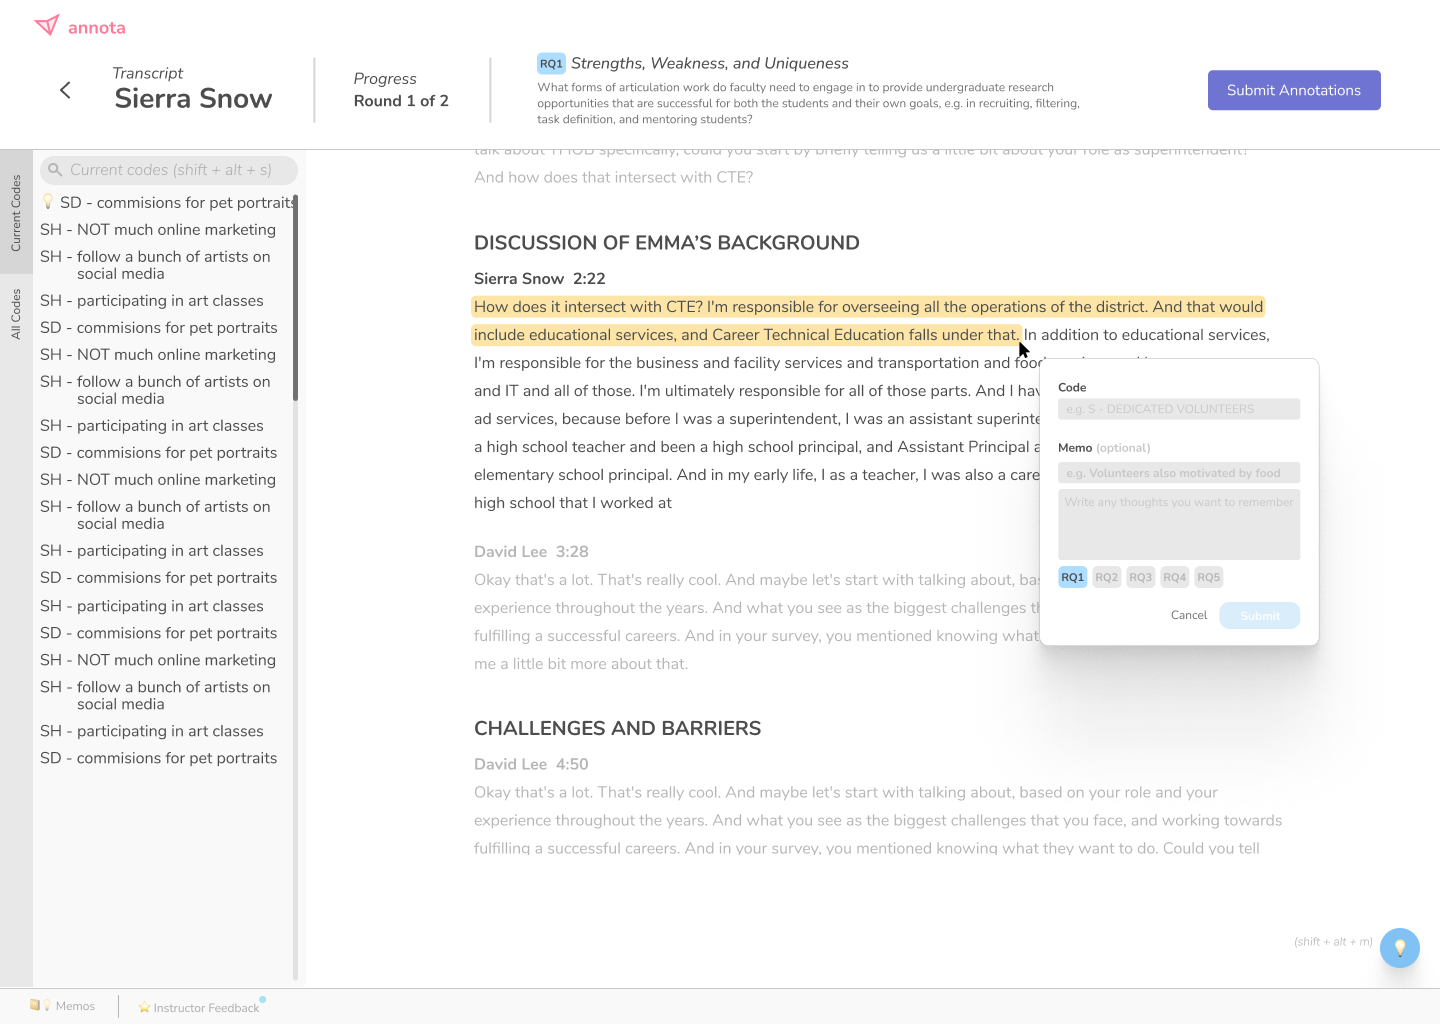 annota
Transcript
Sierra Snow
Progress
Round 1 of 2
RQ1 Strengths, Weakness, and Uniqueness
What forms of articulation work do faculty need to engage in to provide undergraduate research
opportunities that are successful for both the students and their own goals, e.g. in recruiting, filtering,
task definition, and mentoring students?
Submit Annotations
Current Codes
All Codes
Current codes (shift + alt + s)
SD - commisions for pet portraits
SH - NOT much online marketing
SH - follow a bunch of artists on
social media
SH - participating in art classes
SD - commisions for pet portraits
SH - NOT much online marketing
SH - follow a bunch of artists on
social media
SH - participating in art classes
SD - commisions for pet portraits
SH - NOT much online marketing
SH - follow a bunch of artists on
social media
SH - participating in art classes
SD - commisions for pet portraits
SH - participating in art classes
SD - commisions for pet portraits
SH - NOT much online marketing
SH - follow a bunch of artists on
social media
SH - participating in art classes
SD - commisions for pet portraits
talk about THOB specifically, could you start by briefly telling us a little bit about your role as superintendent?
And how does that intersect with CTE?
DISCUSSION OF EMMA’S BACKGROUND
Sierra Snow 2:22
How does it intersect with CTE? I'm responsible for overseeing all the operations of the district. And that would
include educational services, and Career Technical Education falls under that. In addition to educational services,
I'm responsible for the business and facility services and transportation and food
and IT and all of those. I'm ultimately responsible for all of those parts. And I hav
ad services, because before I was a superintendent, I was an assistant superinte
a high school teacher and been a high school principal, and Assistant Principal a
elementary school principal. And in my early life, I as a teacher, I was also a care
high school that I worked at
David Lee 3:28
Okay that's a lot. That's really cool. And maybe let's start with talking about, bas
experience throughout the years. And what you see as the biggest challenges th
fulfilling a successful careers. And in your survey, you mentioned knowing what
me a little bit more about that.
CHALLENGES AND BARRIERS
David Lee 4:50
Okay that's a lot. That's really cool. And maybe let's start with talking about, based on your role and your
experience throughout the years. And what you see as the biggest challenges that you face, and working towards
fulfilling a successful careers. And in your survey, you mentioned knowing what they want to do. Could you tell
Code
e.g. S - DEDICATED VOLUNTEERS
Memo (optional)
e.g. Volunteers also motivated by food
Write any thoughts you want to remember
RQ1 RQ2 RQ3 RQ4 RQ5
Cancel Submit
(shift + alt + m)
Memos
Instructor Feedback